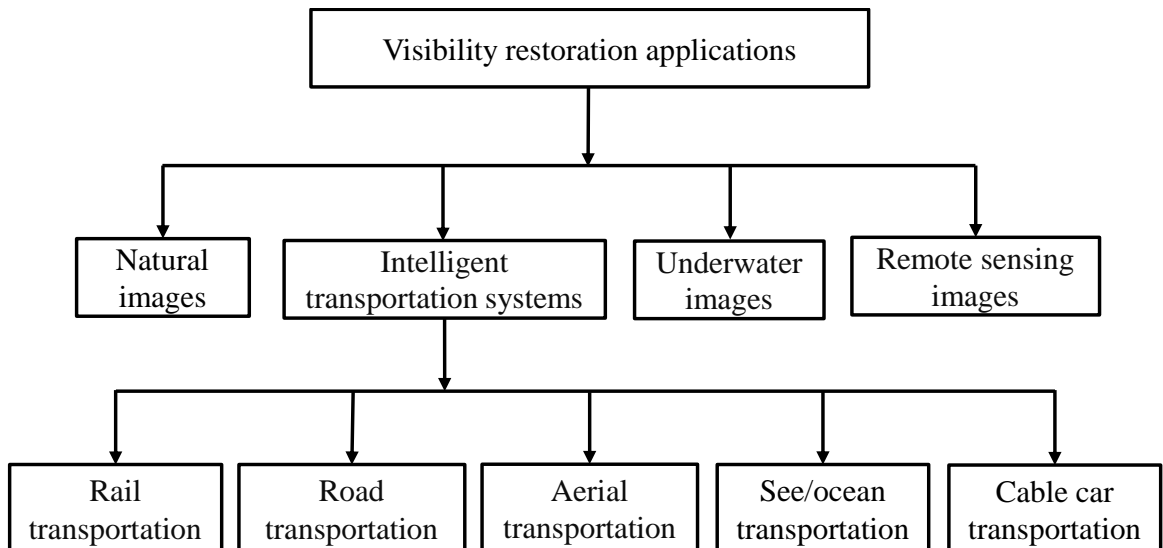 Visibility restoration applications
Natural
images
Intelligent
transportation systems
Underwater
images
Remote sensing
images
Rail
transportation
Road
transportation
Aerial
transportation
See/ocean
transportation
Cable car
transportation